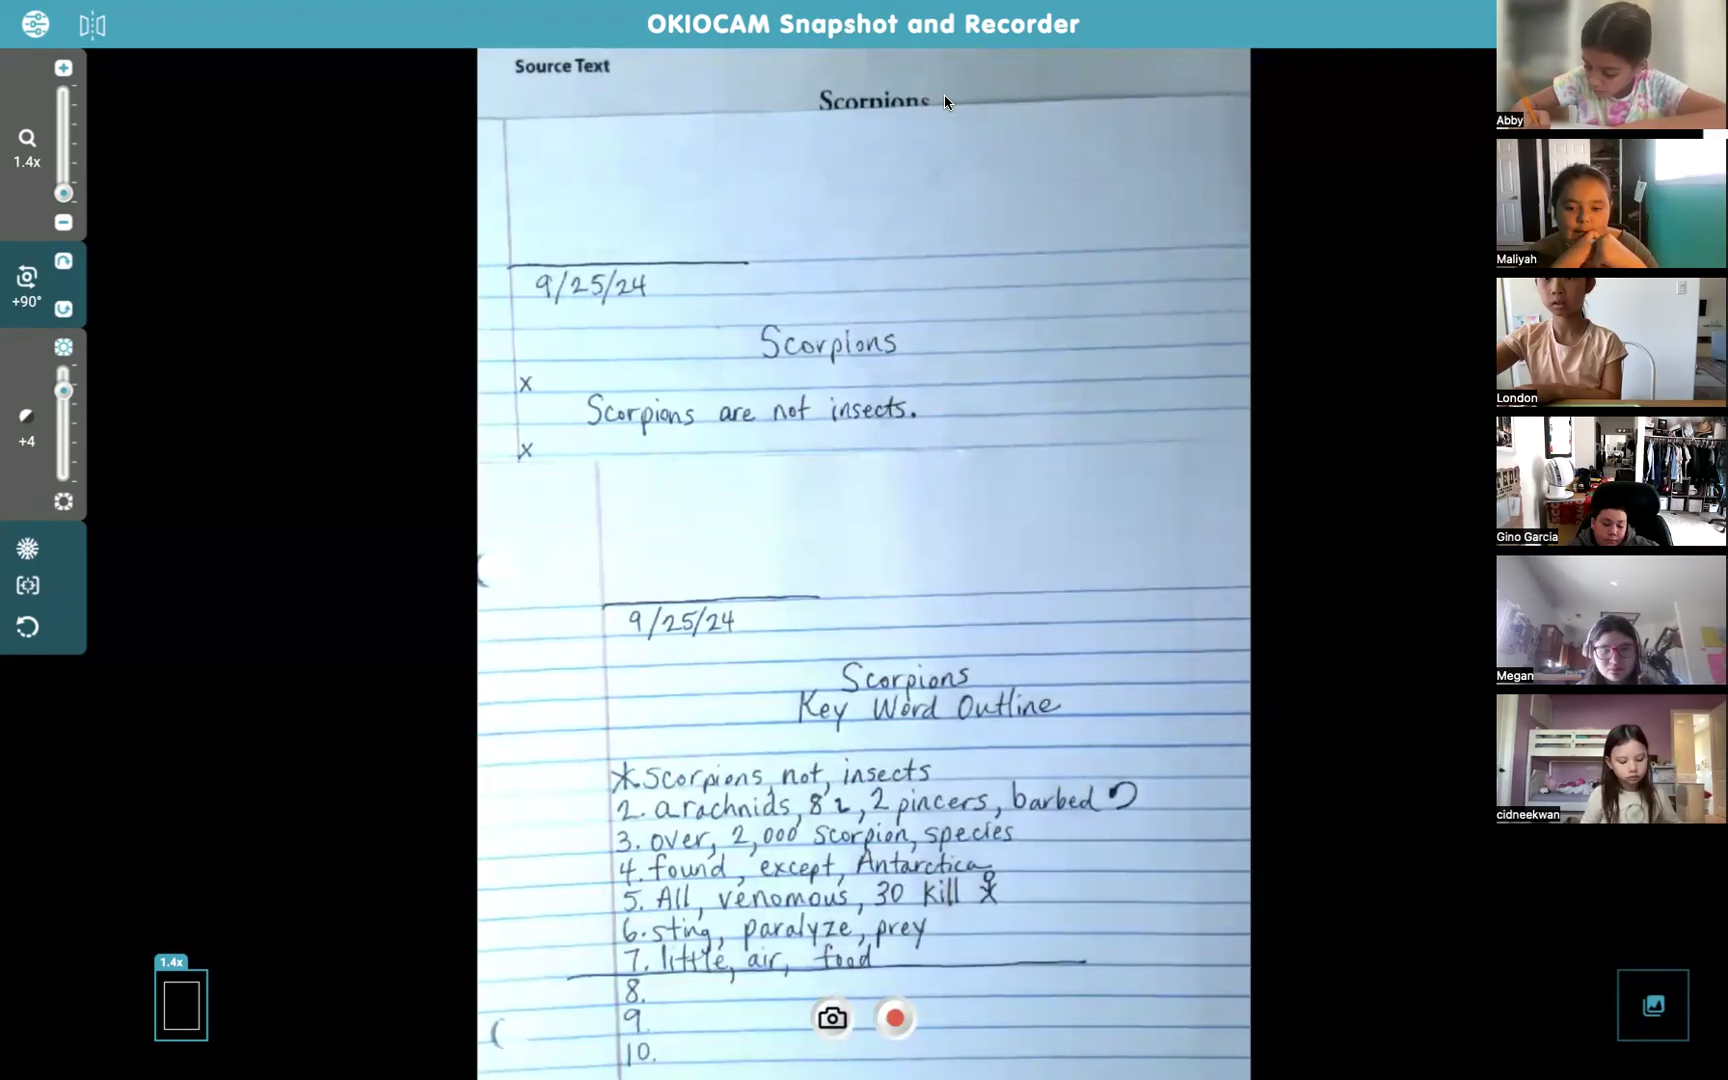 OKIOCAM Snapshot and Recorder
1.4x
+90°
+4
1.4x
Source Text
Scorpions
9/25/24
Scorpions
x
Scorpions are not insects.
x
9/25/24
Scorpions
Key Word Outline
*scorpions, not, insects
2. arachnids, 8, 2 pincers, barbed
3. over, 2,000 scorpion, species
4. found, except, Antarctica
5. All, venomous, 30 kill
6. sting, paralyze, prey
7. little, air, food
8.
9.
10.
Abby
Maliyah
London
Gino Garcia
Megan
cidneekwan